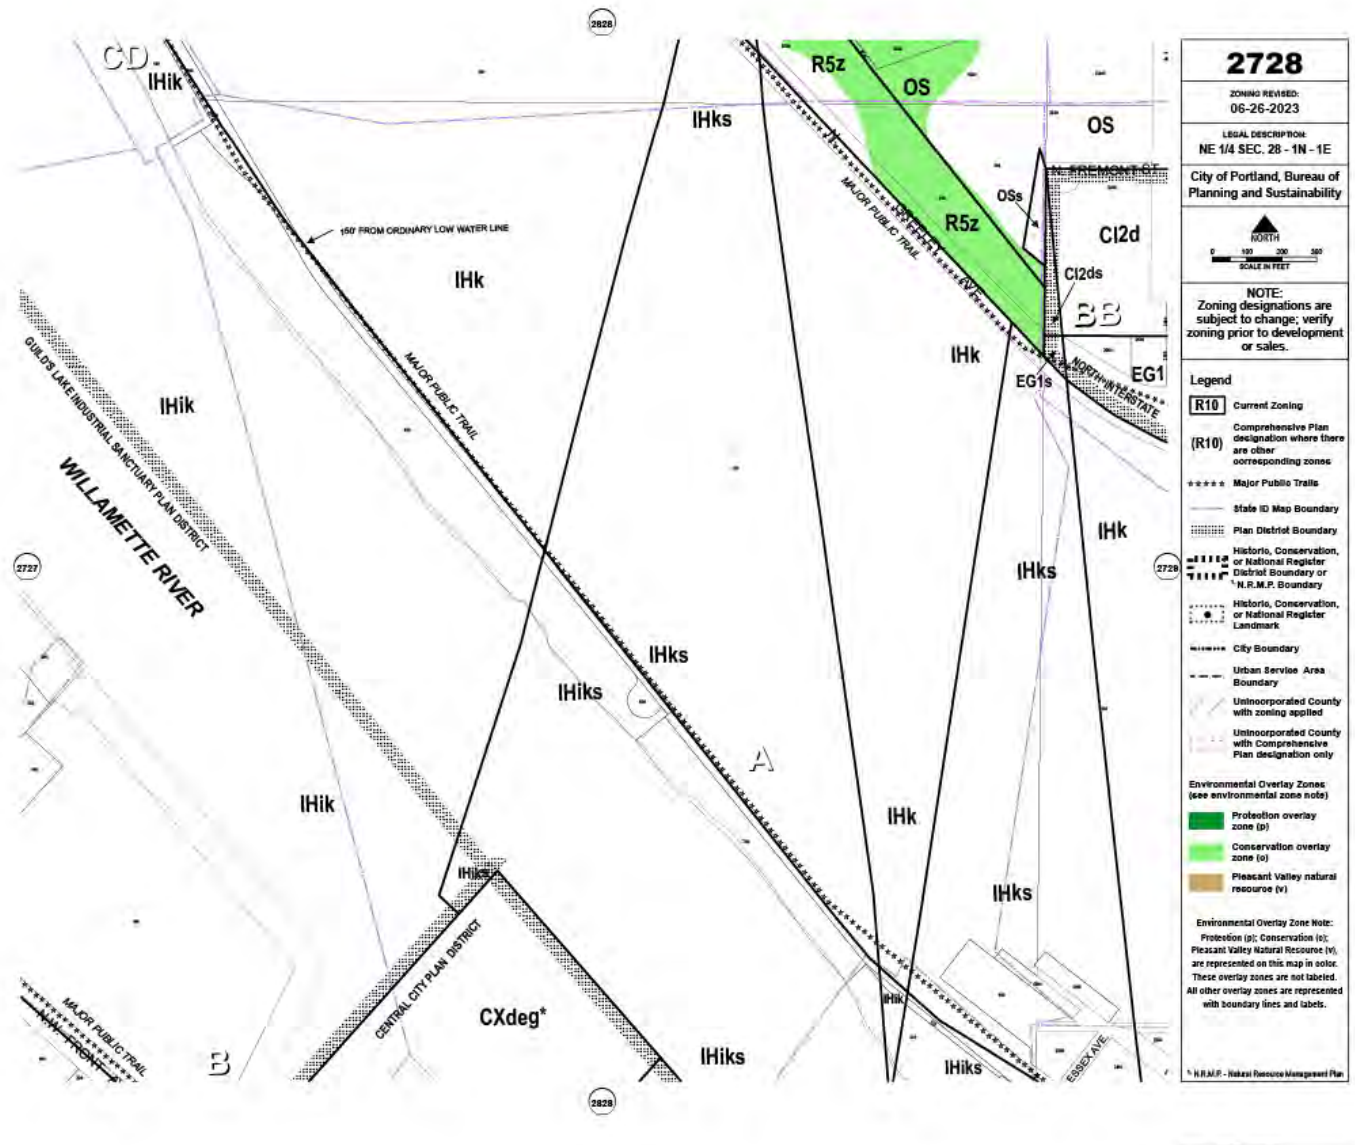 2828
CD
IHik
IHks
R5z
OS
OS
N. FREMONT ST.
OSs
R5z
CI2d
MAJOR PUBLIC TRAIL
150' FROM ORDINARY LOW WATER LINE
IHk
CI2ds
BB
IHk
EG1s
EG1
NORTH INTERSTATE
MAJOR PUBLIC TRAIL
IHik
GUILD'S LAKE INDUSTRIAL SANCTUARY PLAN DISTRICT
WILLAMETTE RIVER
2727
IHk
IHks
2729
IHks
IHiks
A
IHik
IHk
IHiks
IHks
CENTRAL CITY PLAN DISTRICT
CXdeg*
IHik
MAJOR PUBLIC TRAIL
N.W. FRONT
B
IHiks
IHiks
ESSEX AVE.
2828
2728
ZONING REVISED:
06-26-2023
LEGAL DESCRIPTION:
NE 1/4 SEC. 28 - 1N - 1E
City of Portland, Bureau of
Planning and Sustainability
NORTH
0 100 200 300
SCALE IN FEET
NOTE:
Zoning designations are
subject to change; verify
zoning prior to development
or sales.
Legend
R10 Current Zoning
(R10) Comprehensive Plan
designation where there
are other
corresponding zones
Major Public Trails
State ID Map Boundary
Plan District Boundary
Historic, Conservation,
or National Register
District Boundary or
N.R.M.P. Boundary
Historic, Conservation,
or National Register
Landmark
City Boundary
Urban Service Area
Boundary
Unincorporated County
with zoning applied
Unincorporated County
with Comprehensive
Plan designation only
Environmental Overlay Zones
(see environmental zone note)
Protection overlay
zone (p)
Conservation overlay
zone (c)
Pleasant Valley natural
resource (v)
Environmental Overlay Zone Note:
Protection (p); Conservation (c);
Pleasant Valley Natural Resource (v),
are represented on this map in color.
These overlay zones are not labeled.
All other overlay zones are represented
with boundary lines and labels.
N.R.M.P. - Natural Resource Management Plan